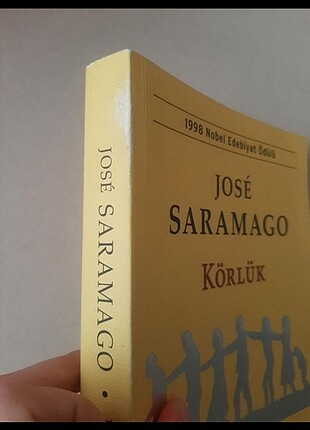 1998 Nobel Edebiyat Ödülü
JOSÉ
SARAMAGO
KÖRLÜK
JOSÉ SARAMAGO •